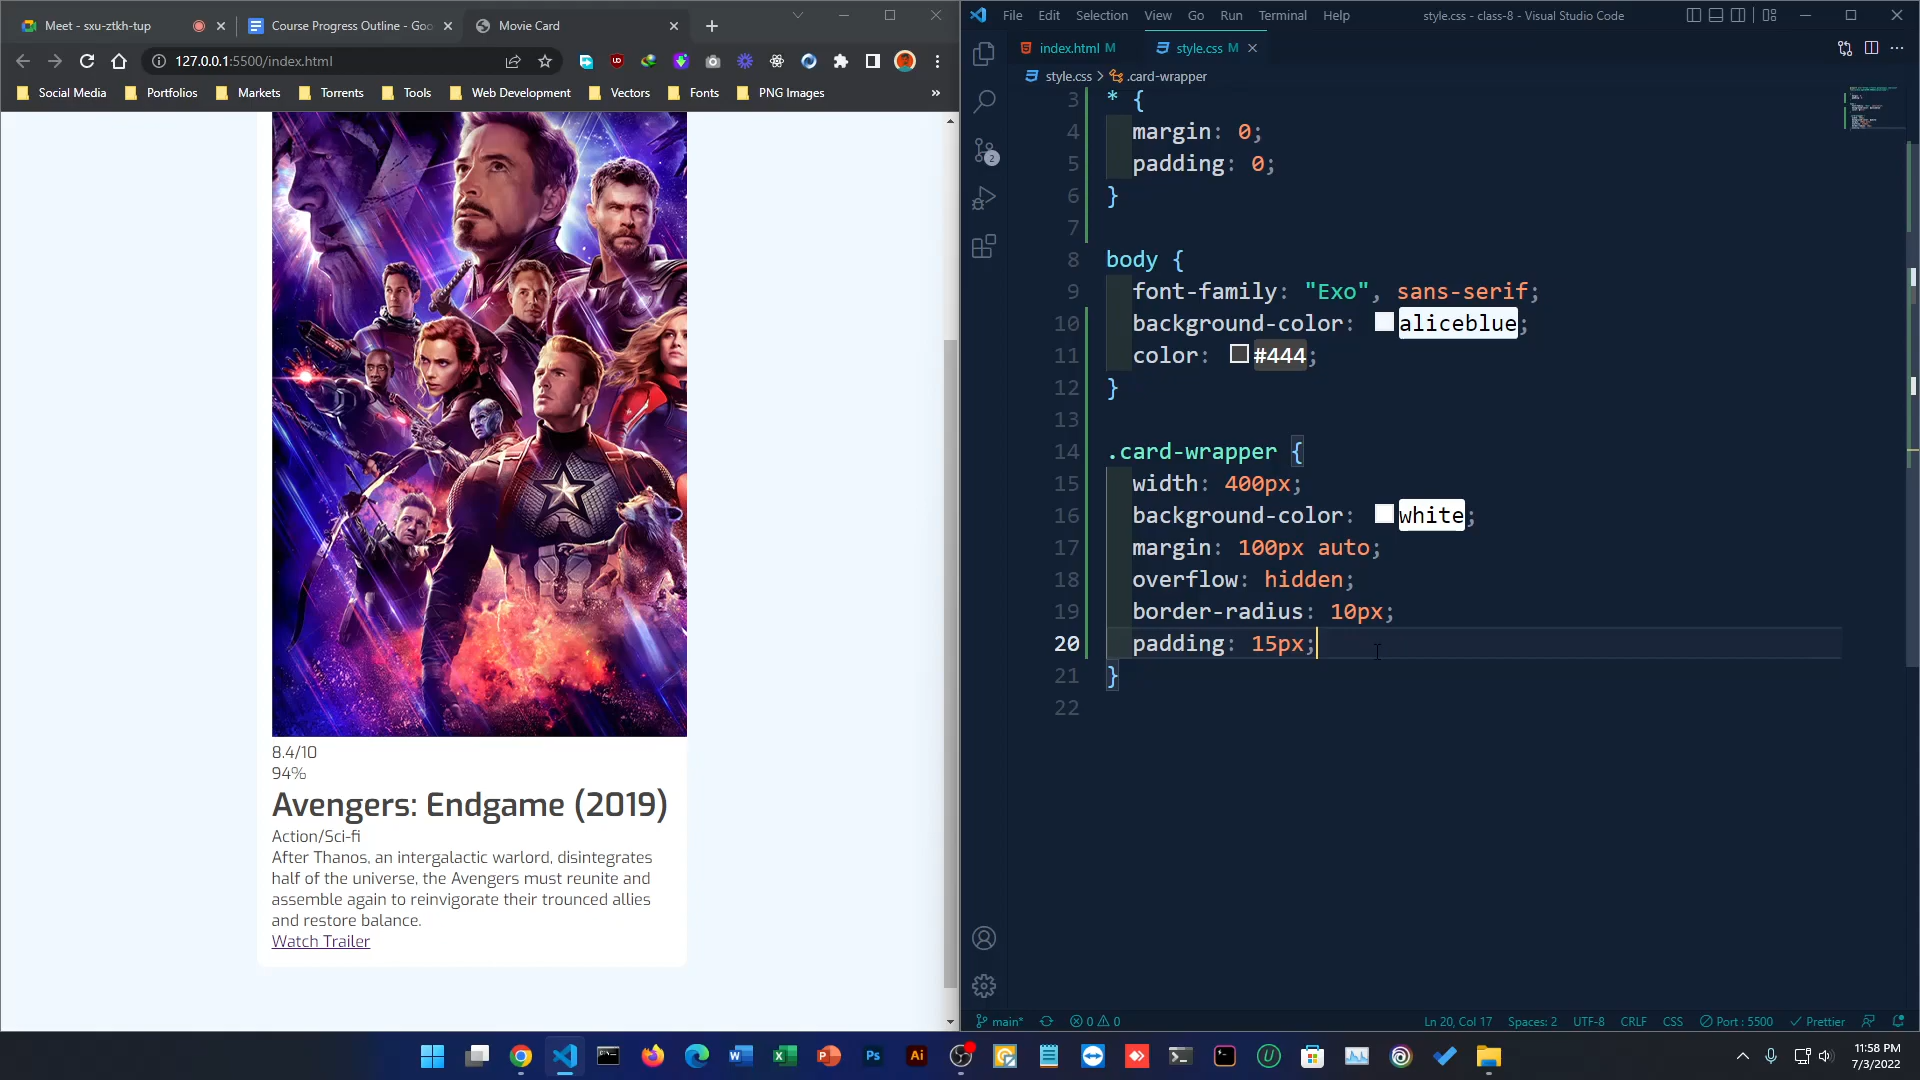 Meet - sxu-ztkh-tup
Course Progress Outline - Goo
Movie Card
127.0.0.1:5500/index.html
Social Media
Portfolios
Markets
Torrents
Tools
Web Development
Vectors
Fonts
PNG Images
»
8.4/10
94%
Avengers: Endgame (2019)
Action/Sci-fi
After Thanos, an intergalactic warlord, disintegrates
half of the universe, the Avengers must reunite and
assemble again to reinvigorate their trounced allies
and restore balance.
Watch Trailer
File Edit Selection View Go Run Terminal Help
style.css - class-8 - Visual Studio Code
index.html M
style.css M
style.css > .card-wrapper
3 * {
4 margin: 0;
5 padding: 0;
6 }
7
8 body {
9 font-family: "Exo", sans-serif;
10 background-color: aliceblue;
11 color: #444;
12 }
13
14 .card-wrapper {
15 width: 400px;
16 background-color: white;
17 margin: 100px auto;
18 overflow: hidden;
19 border-radius: 10px;
20 padding: 15px;
21 }
22
2
main* 0 0
Ln 20, Col 17 Spaces: 2 UTF-8 CRLF CSS Port : 5500 Prettier
Ps
Ai
11:58 PM
7/3/2022